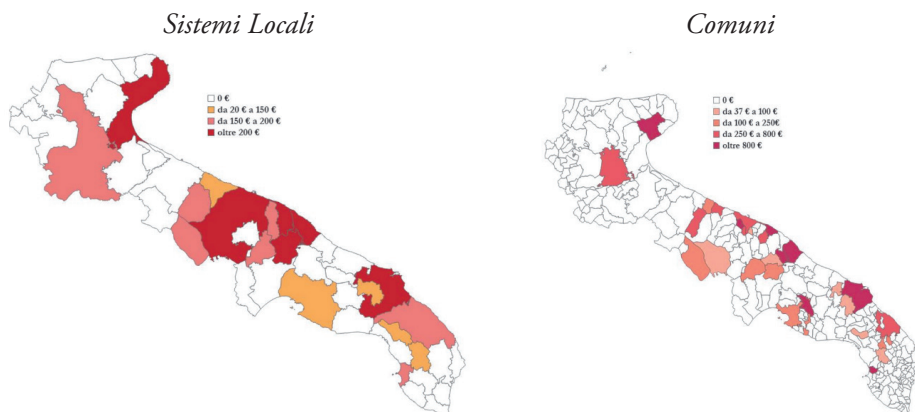 Sistemi Locali
0 €
da 20 € a 150 €
da 150 € a 200 €
oltre 200 €
Comuni
0 €
da 37 € a 100 €
da 100 € a 250€
da 250 € a 800 €
oltre 800 €